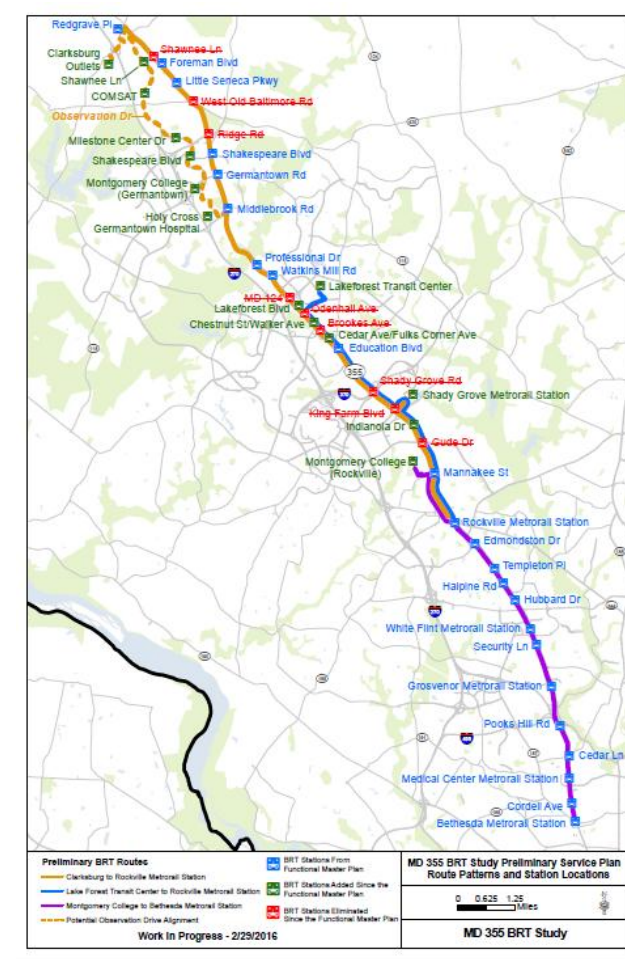 Redgrave Pl
Clarksburg
Outlets
Shawnee Ln
Foreman Blvd
Shawnee Ln
Little Seneca Pkwy
COMSAT
West Old Baltimore Rd
Observation Dr
Ridge Rd
Milestone Center Dr
Shakespeare Blvd
Shakespeare Blvd
Germantown Rd
Montgomery College
(Germantown)
Middlebrook Rd
Holy Cross
Germantown Hospital
Professional Dr
Watkins Mill Rd
Lakeforest Transit Center
MD 124
Lakeforest Blvd
Odenhall Ave
Chestnut St/Walker Ave
Brookes Ave
Cedar Ave/Fulks Corner Ave
Education Blvd
355
Shady Grove Rd
Shady Grove Metrorail Station
King Farm Blvd
Indianola Dr
Gude Dr
Montgomery College
(Rockville)
Mannakee St
Rockville Metrorail Station
Edmondston Dr
Templeton Pl
Halpine Rd
Hubbard Dr
White Flint Metrorail Station
Security Ln
Grosvenor Metrorail Station
Pooks Hill Rd
Cedar Ln
Medical Center Metrorail Station
Cordell Ave
Bethesda Metrorail Station
Preliminary BRT Routes
Clarksburg to Rockville Metrorail Station
Lake Forest Transit Center to Rockville Metrorail Station
Montgomery College to Bethesda Metrorail Station
Potential Observation Drive Alignment
BRT Stations From
Functional Master Plan
BRT Stations Added Since the
Functional Master Plan
BRT Stations Eliminated
Since the Functional Master Plan
Work In Progress - 2/29/2016
MD 355 BRT Study Preliminary Service Plan
Route Patterns and Station Locations
0 0.625 1.25
Miles
MD 355 BRT Study